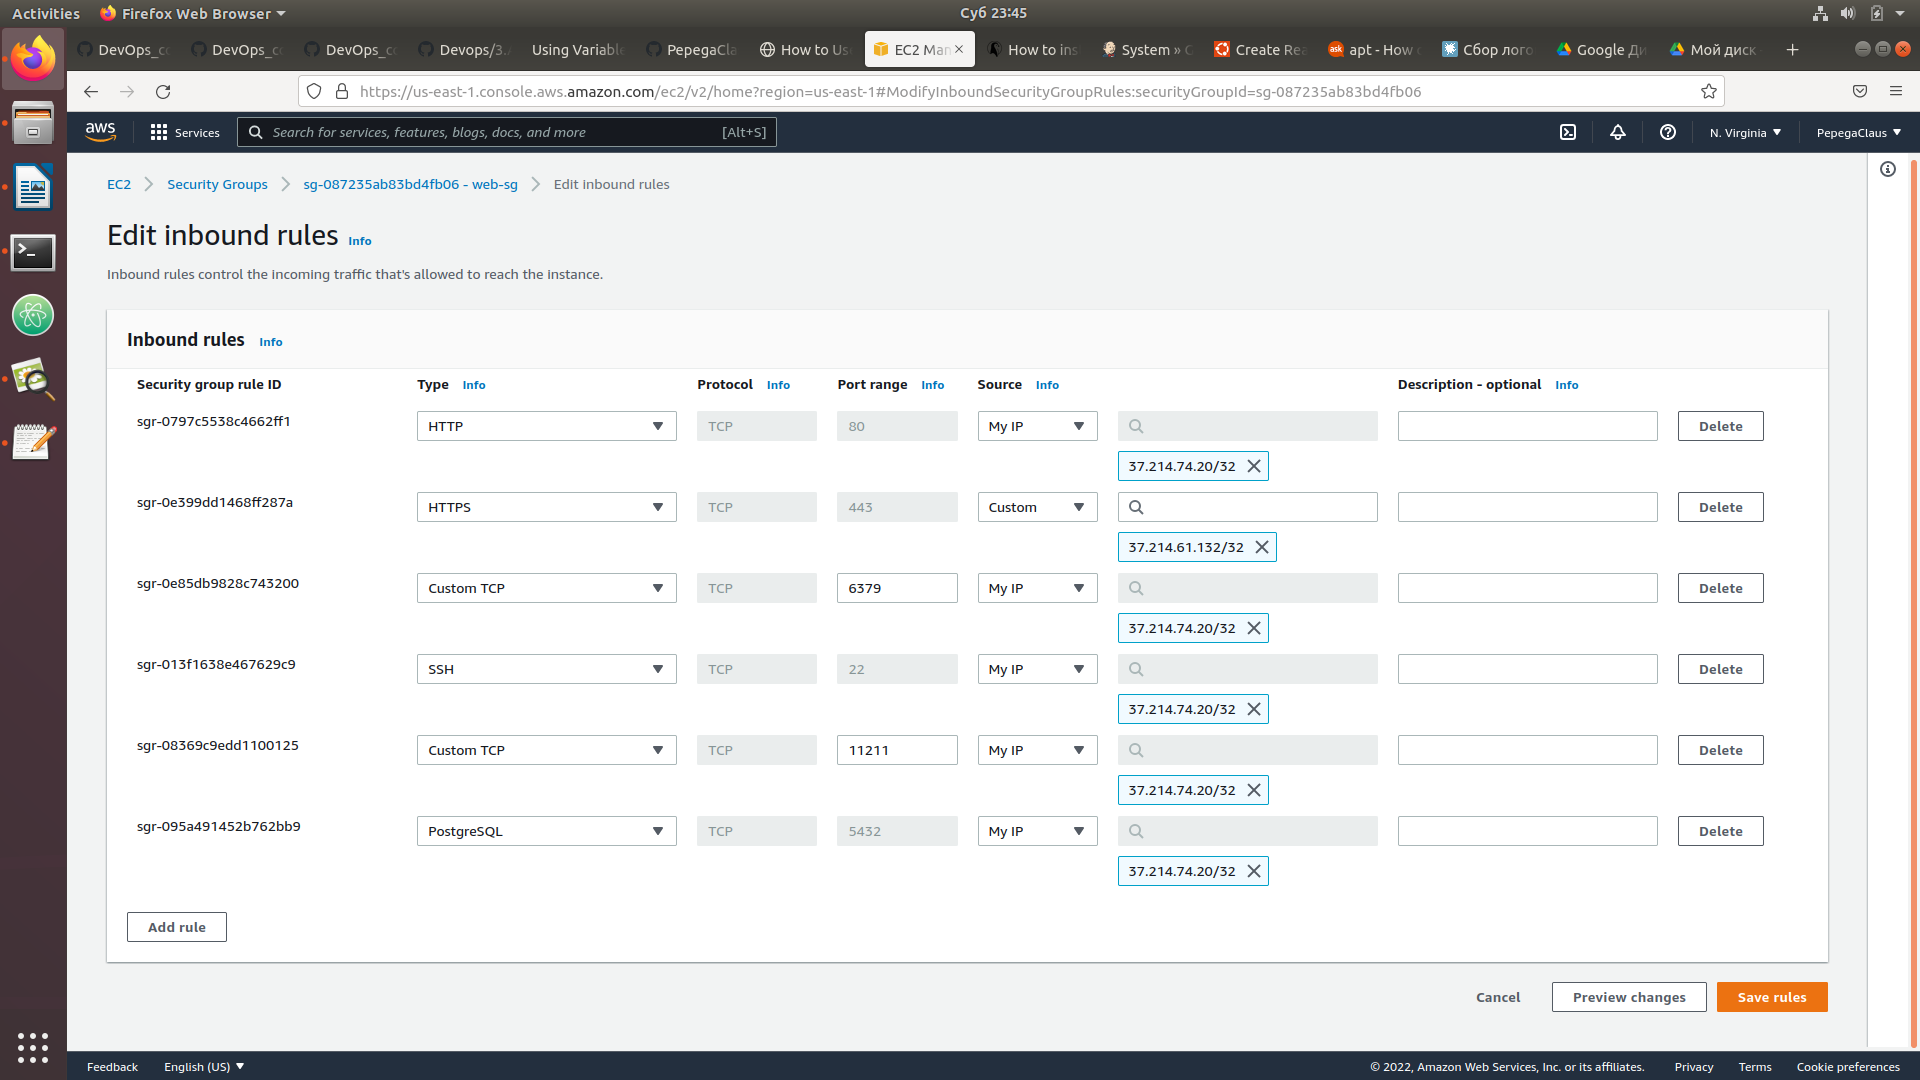 Activities Firefox Web Browser Суб 23:45
DevOps_cc DevOps_cc DevOps_cc Devops/3. Using Variable PepegaCla How to Us EC2 Man How to ins System » C Create Rea apt - How c Сбор лого Google Ди Мой диск
https://us-east-1.console.aws.amazon.com/ec2/v2/home?region=us-east-1#ModifyInboundSecurityGroupRules:securityGroupId=sg-087235ab83bd4fb06
aws Services Search for services, features, blogs, docs, and more [Alt+S] N. Virginia PepegaClaus
EC2 Security Groups sg-087235ab83bd4fb06 - web-sg Edit inbound rules
Edit inbound rules Info
Inbound rules control the incoming traffic that's allowed to reach the instance.
Inbound rules Info
Security group rule ID Type Info Protocol Info Port range Info Source Info Description - optional Info
sgr-0797c5538c4662ff1 HTTP TCP 80 My IP Delete
37.214.74.20/32
sgr-0e399dd1468ff287a HTTPS TCP 443 Custom Delete
37.214.61.132/32
sgr-0e85db9828c743200 Custom TCP TCP 6379 My IP Delete
37.214.74.20/32
sgr-013f1638e467629c9 SSH TCP 22 My IP Delete
37.214.74.20/32
sgr-08369c9edd1100125 Custom TCP TCP 11211 My IP Delete
37.214.74.20/32
sgr-095a491452b762bb9 PostgreSQL TCP 5432 My IP Delete
37.214.74.20/32
Add rule
Cancel Preview changes Save rules
Feedback English (US) © 2022, Amazon Web Services, Inc. or its affiliates. Privacy Terms Cookie preferences